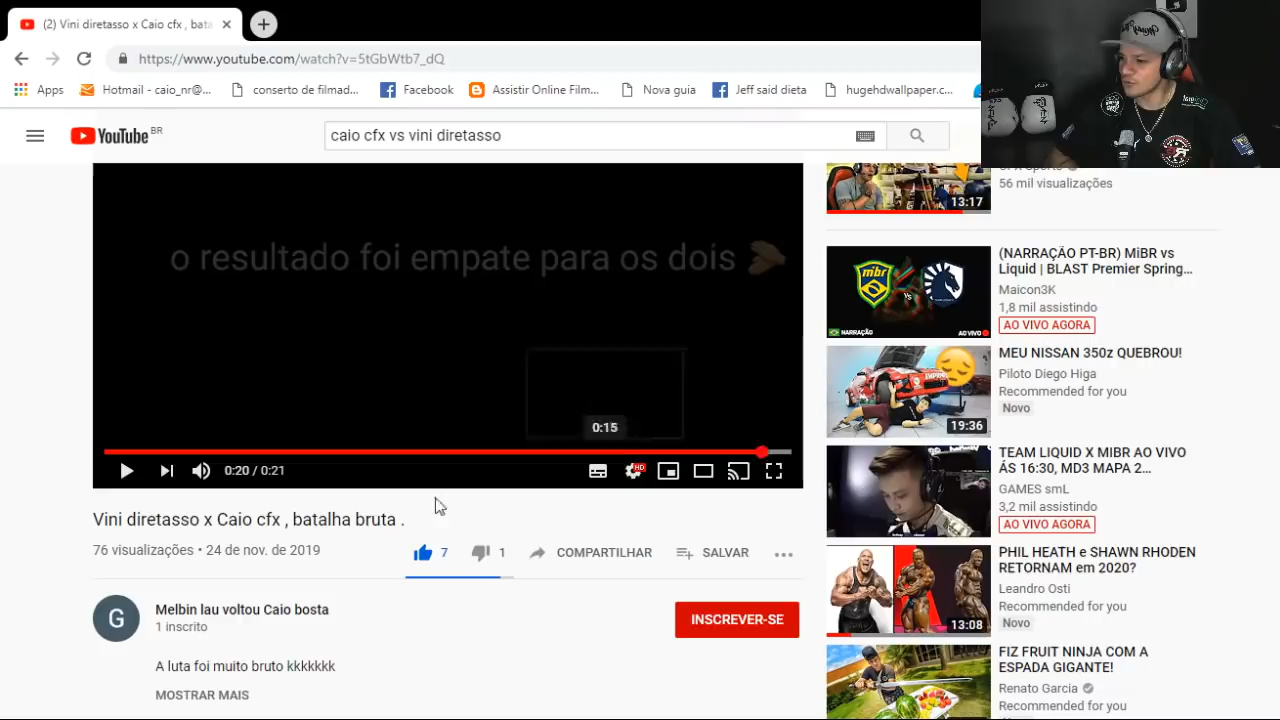 (2) Vini diretasso x Caio cfx , bata
https://www.youtube.com/watch?v=5tGbWtb7_dQ
Apps
Hotmail - caio_nr@...
conserto de filmad...
Facebook
Assistir Online Film...
Nova guia
Jeff said dieta
hugehdwallpaper.c...
YouTube BR
caio cfx vs vini diretasso
o resultado foi empate para os dois
0:15
0:20 / 0:21
HD
Vini diretasso x Caio cfx , batalha bruta .
76 visualizações • 24 de nov. de 2019
7
1
COMPARTILHAR
SALVAR
G
Melbin lau voltou Caio bosta
1 inscrito
INSCREVER-SE
A luta foi muito bruto kkkkkkk
MOSTRAR MAIS
56 mil visualizações
13:17
(NARRAÇÃO PT-BR) MiBR vs
Liquid | BLAST Premier Spring...
Maicon3K
1,8 mil assistindo
AO VIVO AGORA
mibr
vs
NARRAÇÃO
AO VIVO
MEU NISSAN 350z QUEBROU!
Piloto Diego Higa
Recommended for you
Novo
19:36
TEAM LIQUID X MIBR AO VIVO
ÁS 16:30, MD3 MAPA 2...
GAMES smL
3,2 mil assistindo
AO VIVO AGORA
PHIL HEATH e SHAWN RHODEN
RETORNAM em 2020?
Leandro Osti
Recommended for you
Novo
13:08
FIZ FRUIT NINJA COM A
ESPADA GIGANTE!
Renato Garcia
Recommended for you